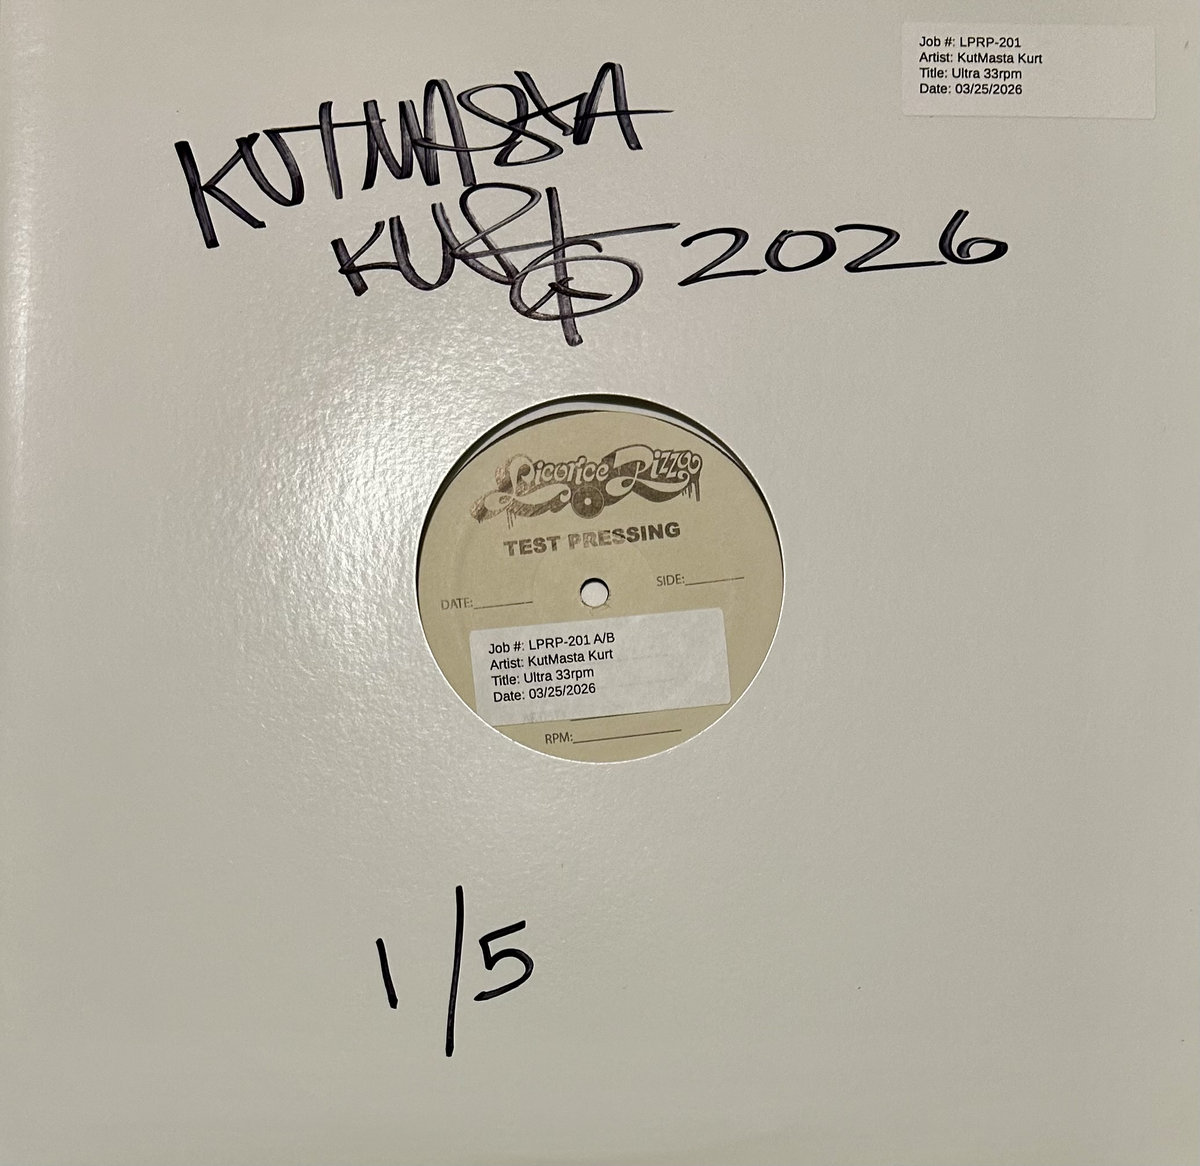 Job #: LPRP-201
Artist: KutMasta Kurt
Title: Ultra 33rpm
Date: 03/25/2026
KUTMASTA
KURT 2026
Licorice Pizza
TEST PRESSING
SIDE:
DATE:
Job #: LPRP-201 A/B
Artist: KutMasta Kurt
Title: Ultra 33rpm
Date: 03/25/2026
RPM:
1/5